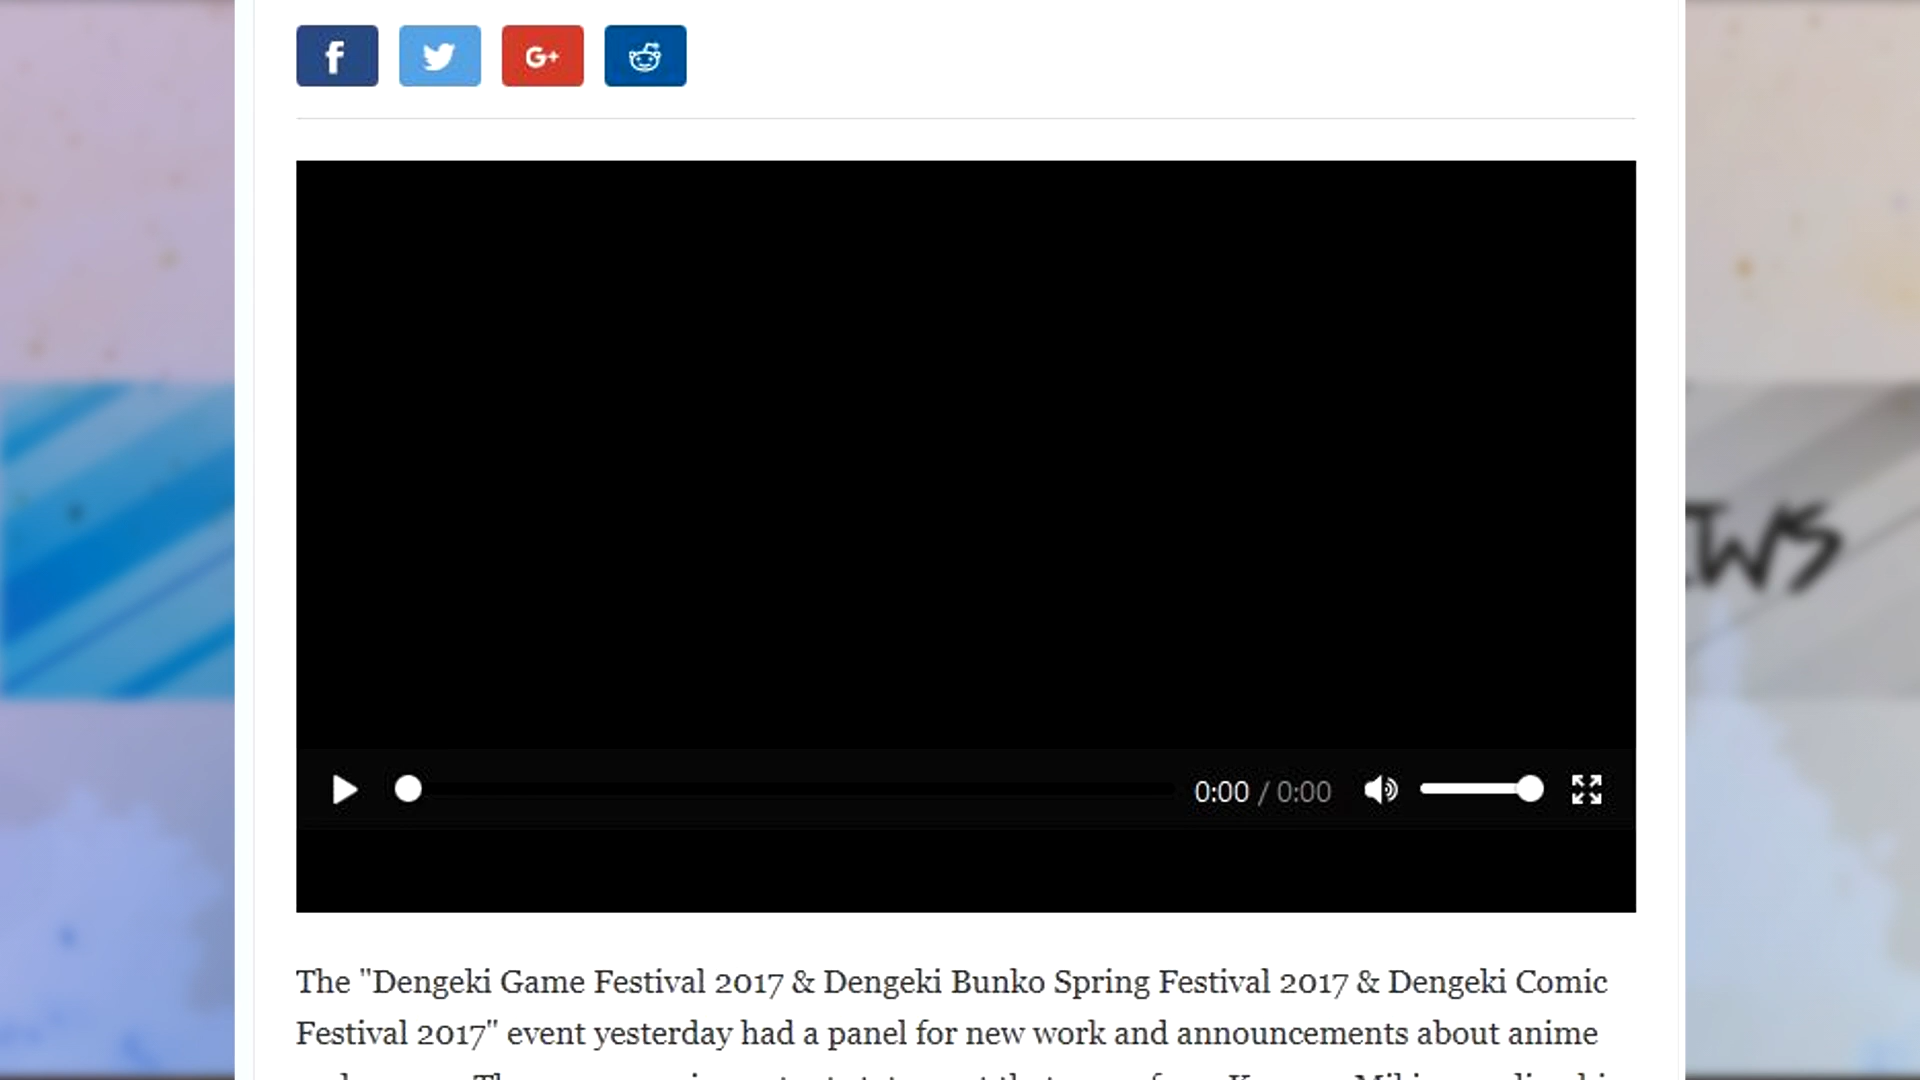 f
G+
0:00 / 0:00
EWS
The "Dengeki Game Festival 2017 & Dengeki Bunko Spring Festival 2017 & Dengeki Comic
Festival 2017" event yesterday had a panel for new work and announcements about anime